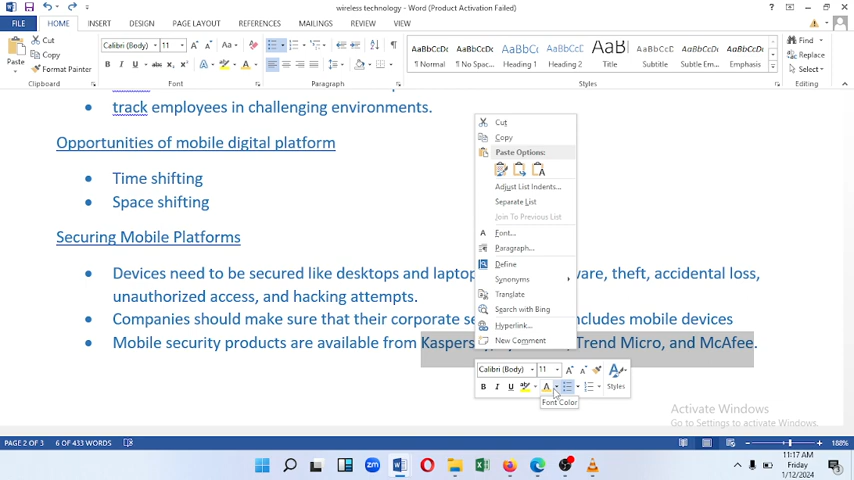 wireless technology - Word (Product Activation Failed)
FILE HOME INSERT DESIGN PAGE LAYOUT REFERENCES MAILINGS REVIEW VIEW
Paste Cut Copy Format Painter Clipboard
Calibri (Body) 11 Font
Paragraph
AaBbCcDc AaBbCcDc AaBbCc AaBbCcC AaBl AaBbCcD AaBbCcDc AaBbCcDc
¶ Normal ¶ No Spac... Heading 1 Heading 2 Title Subtitle Subtle Em... Emphasis
Styles
Find Replace Select Editing
• track employees in challenging environments.
Opportunities of mobile digital platform
• Time shifting
• Space shifting
Securing Mobile Platforms
• Devices need to be secured like desktops and laptop ware, theft, accidental loss,
unauthorized access, and hacking attempts.
• Companies should make sure that their corporate se includes mobile devices
• Mobile security products are available from Kaspers Trend Micro, and McAfee.
Cut
Copy
Paste Options:
Adjust List Indents...
Separate List
Join To Previous List
Font...
Paragraph...
Define
Synonyms
Translate
Search with Bing
Hyperlink...
New Comment
Calibri (Body) 11
B I U Styles
Font Color
Activate Windows
Go to Settings to activate Windows.
PAGE 2 OF 3 6 OF 433 WORDS 188%
11:17 AM
Friday
1/12/2024